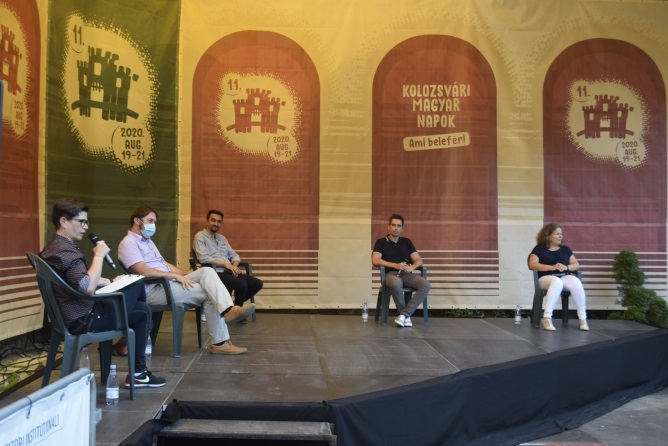 11.
2020.
AUG.
19-21
11.
2020.
AUG.
19-21
KOLOZSVÁRI
MAGYAR
NAPOK
Ami belefér!
11.
2020.
AUG.
19-21
INSTITUȚIONALI